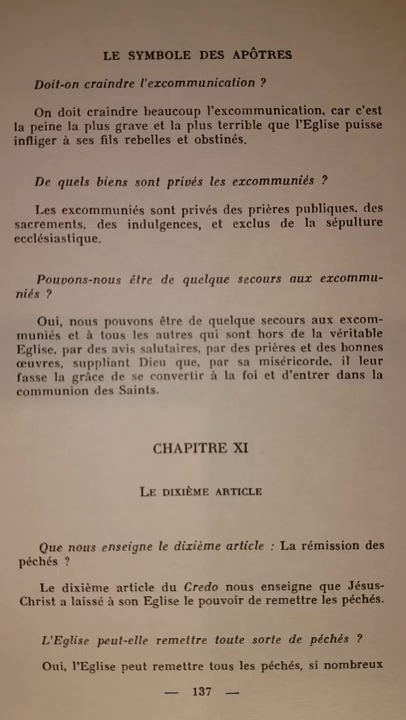 LE SYMBOLE DES APÔTRES
Doit-on craindre l'excommunication ?
On doit craindre beaucoup l'excommunication, car c'est
la peine la plus grave et la plus terrible que l'Eglise puisse
infliger à ses fils rebelles et obstinés.
De quels biens sont privés les excommuniés ?
Les excommuniés sont privés des prières publiques, des
sacrements, des indulgences, et exclus de la sépulture
ecclésiastique.
Pouvons-nous être de quelque secours aux excommu-
niés ?
Oui, nous pouvons être de quelque secours aux excom-
muniés et à tous les autres qui sont hors de la véritable
Eglise, par des avis salutaires, par des prières et des bonnes
œuvres, suppliant Dieu que, par sa miséricorde, il leur
fasse la grâce de se convertir à la foi et d'entrer dans la
communion des Saints.
CHAPITRE XI
LE DIXIÈME ARTICLE
Que nous enseigne le dixième article : La rémission des
péchés ?
Le dixième article du Credo nous enseigne que Jésus-
Christ a laissé à son Eglise le pouvoir de remettre les péchés.
L'Eglise peut-elle remettre toute sorte de péchés ?
Oui, l'Eglise peut remettre tous les péchés, si nombreux
— 137 —